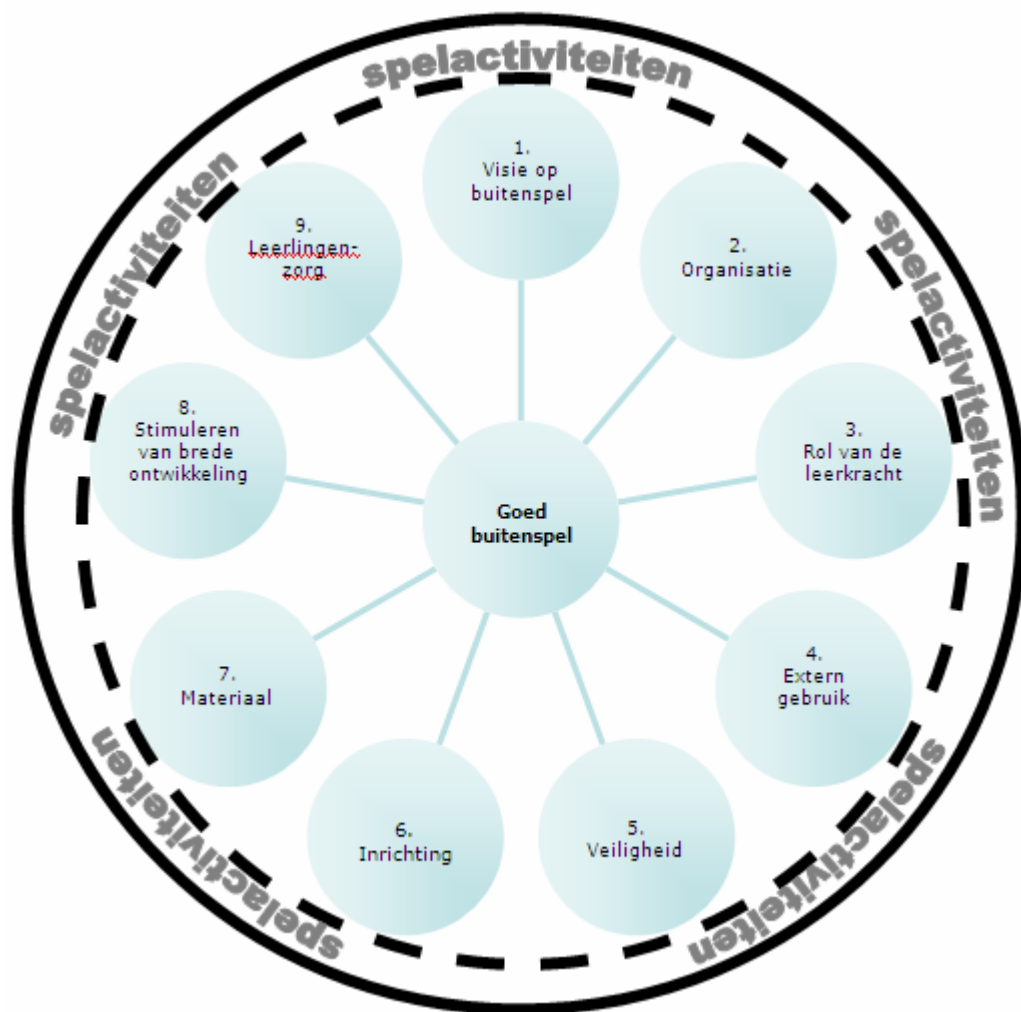 spelactiviteiten
1.
Visie op
buitenspel
2.
Organisatie
spelactiviteiten
3.
Rol van de
leerkracht
4.
Extern
gebruik
spelactiviteiten
5.
Veiligheid
6.
Inrichting
spelactiviteiten
7.
Materiaal
8.
Stimuleren
van brede
ontwikkeling
spelactiviteiten
9.
Leerlingen-
zorg
Goed
buitenspel